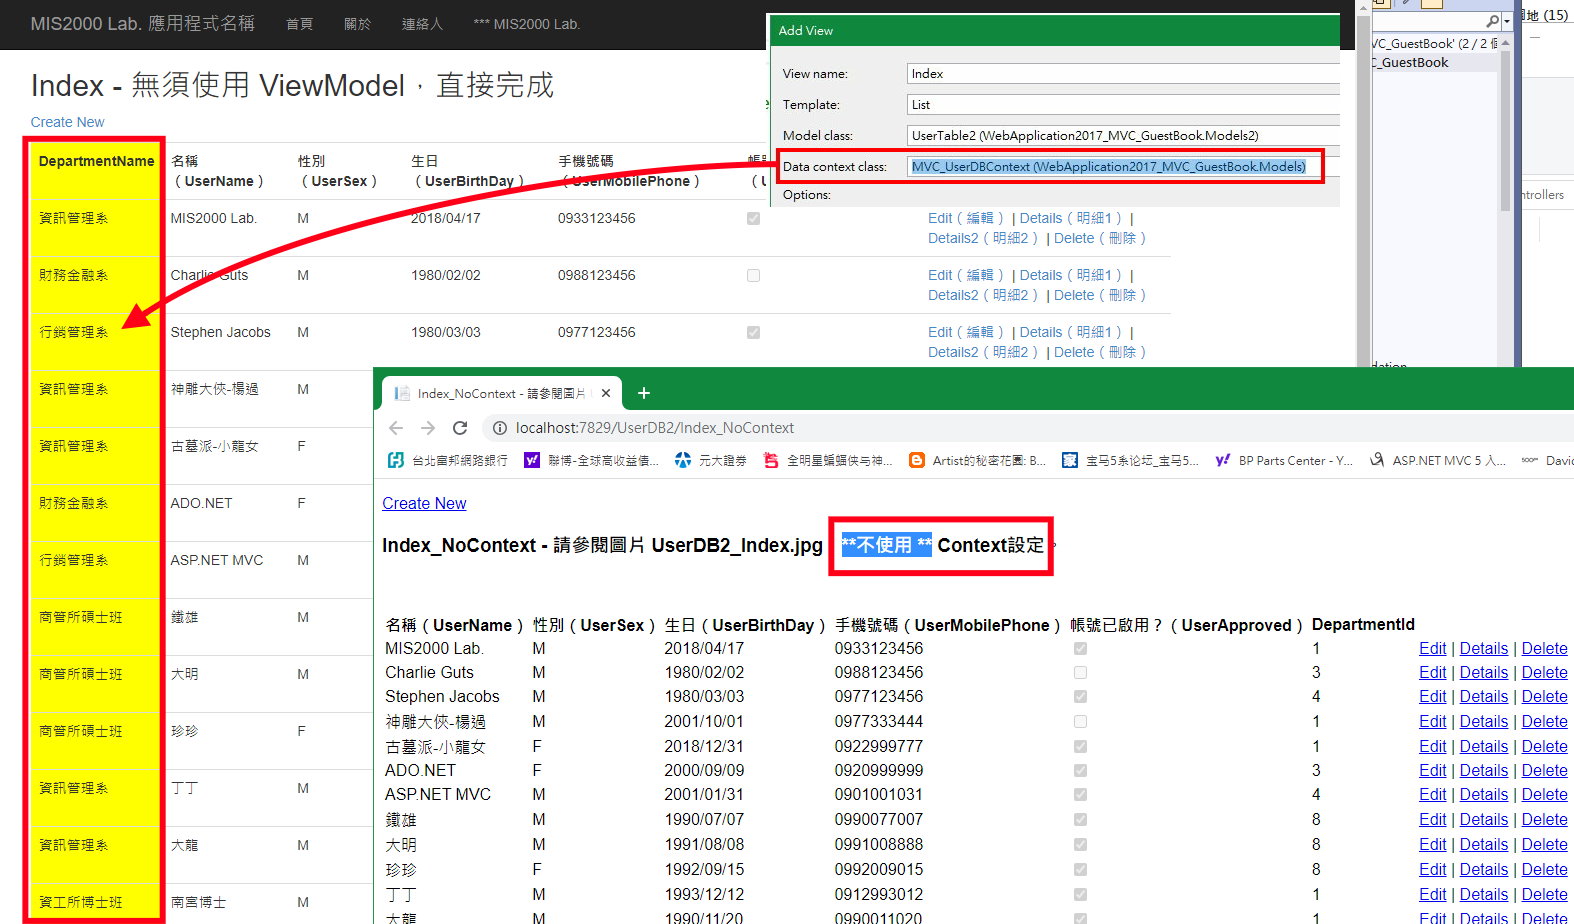 MIS2000 Lab. 應用程式名稱 首頁 關於 連絡人 *** MIS2000 Lab.
Index - 無須使用 ViewModel，直接完成
Create New
DepartmentName 名稱 性別 生日 手機號碼
（UserName） （UserSex） （UserBirthDay） （UserMobilePhone）
資訊管理系 MIS2000 Lab. M 2018/04/17 0933123456 Edit（編輯） | Details（明細1） |
Details2（明細2） | Delete（刪除）
財務金融系 Charlie Guts M 1980/02/02 0988123456 Edit（編輯） | Details（明細1） |
Details2（明細2） | Delete（刪除）
行銷管理系 Stephen Jacobs M 1980/03/03 0977123456 Edit（編輯） | Details（明細1） |
Details2（明細2） | Delete（刪除）
資訊管理系 神雕大俠-楊過 M
資訊管理系 古墓派-小龍女 F
財務金融系 ADO.NET F
行銷管理系 ASP.NET MVC M
商管所碩士班 鐵雄 M
商管所碩士班 大明 M
商管所碩士班 珍珍 F
資訊管理系 丁丁 M
資訊管理系 大龍 M
資工所博士班 南宮博士 M
Add View
View name: Index
Template: List
Model class: UserTable2 (WebApplication2017_MVC_GuestBook.Models2)
Data context class: MVC_UserDBContext (WebApplication2017_MVC_GuestBook.Models)
Options:
VC_GuestBook' (2 / 2 個
C_GuestBook
(15)
ntrollers
dation
Index_NoContext - 請參閱圖片
localhost:7829/UserDB2/Index_NoContext
台北富邦網路銀行 聯博-全球高收益債... 元大證券 全明星蝙蝠侠与神... Artist的秘密花園: B... 宝马5系论坛_宝马5... BP Parts Center - Y... ASP.NET MVC 5 入... David
Create New
Index_NoContext - 請參閱圖片 UserDB2_Index.jpg **不使用 ** Context設定。
名稱（UserName） 性別（UserSex） 生日（UserBirthDay） 手機號碼（UserMobilePhone） 帳號已啟用？（UserApproved） DepartmentId
MIS2000 Lab. M 2018/04/17 0933123456 1 Edit | Details | Delete
Charlie Guts M 1980/02/02 0988123456 3 Edit | Details | Delete
Stephen Jacobs M 1980/03/03 0977123456 4 Edit | Details | Delete
神雕大俠-楊過 M 2001/10/01 0977333444 1 Edit | Details | Delete
古墓派-小龍女 F 2018/12/31 0922999777 1 Edit | Details | Delete
ADO.NET F 2000/09/09 0920999999 3 Edit | Details | Delete
ASP.NET MVC M 2001/01/31 0901001031 4 Edit | Details | Delete
鐵雄 M 1990/07/07 0990077007 8 Edit | Details | Delete
大明 M 1991/08/08 0991008888 8 Edit | Details | Delete
珍珍 F 1992/09/15 0992009015 8 Edit | Details | Delete
丁丁 M 1993/12/12 0912993012 1 Edit | Details | Delete
大龍 M 1990/11/20 0990011020 1 Edit | Details | Delete